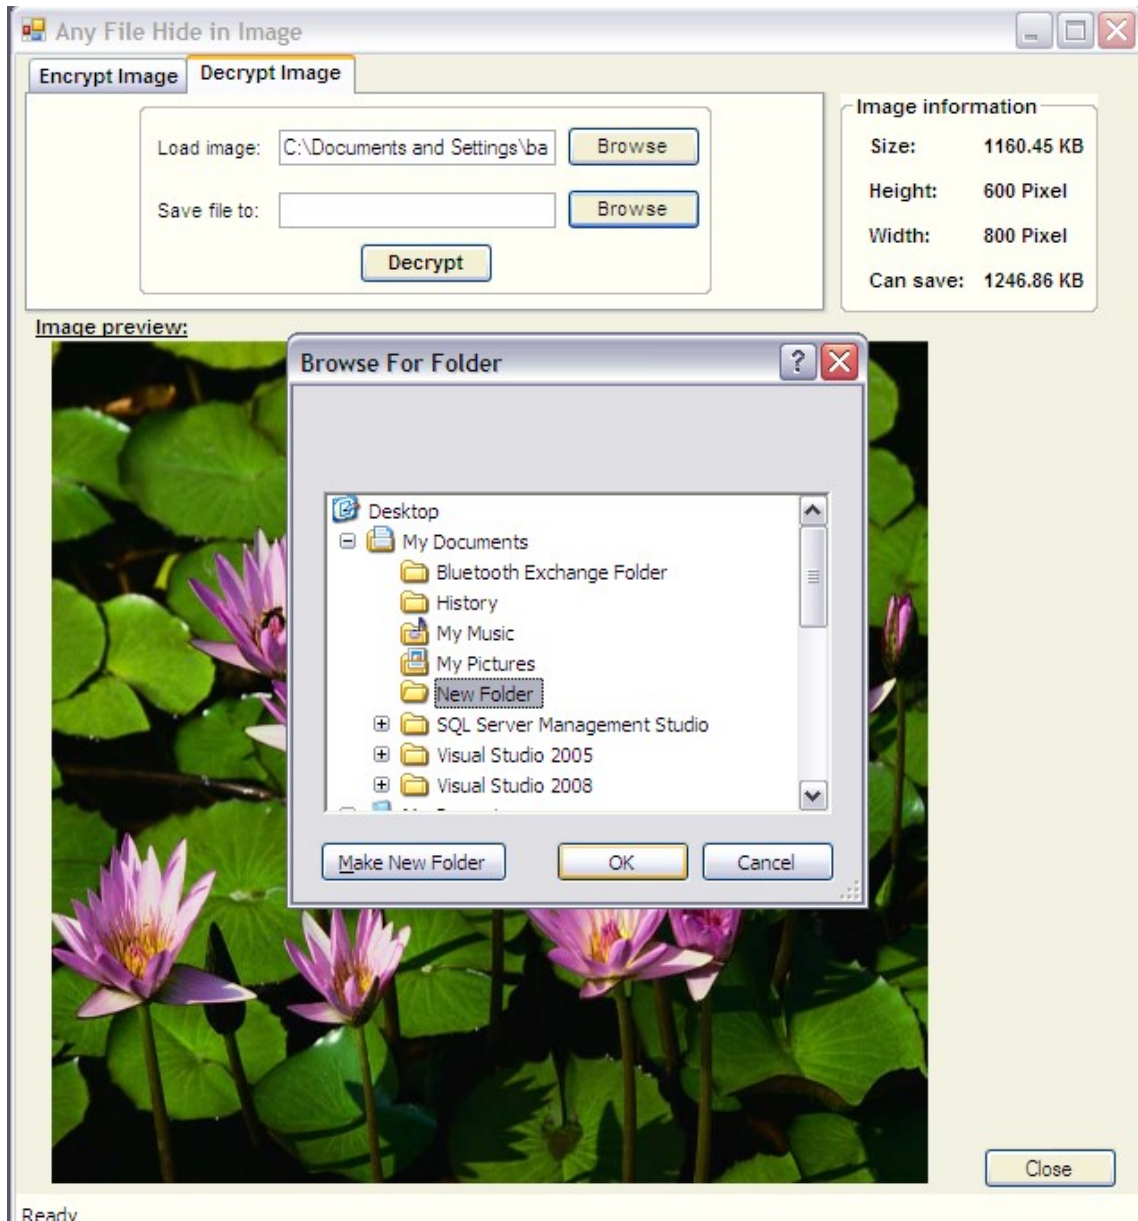 Any File Hide in Image
Encrypt Image Decrypt Image
Load image: C:\Documents and Settings\ba Browse
Save file to: Browse
Decrypt
Image information
Size: 1160.45 KB
Height: 600 Pixel
Width: 800 Pixel
Can save: 1246.86 KB
Image preview:
Browse For Folder
Desktop
My Documents
Bluetooth Exchange Folder
History
My Music
My Pictures
New Folder
SQL Server Management Studio
Visual Studio 2005
Visual Studio 2008
Make New Folder OK Cancel
Close
Ready